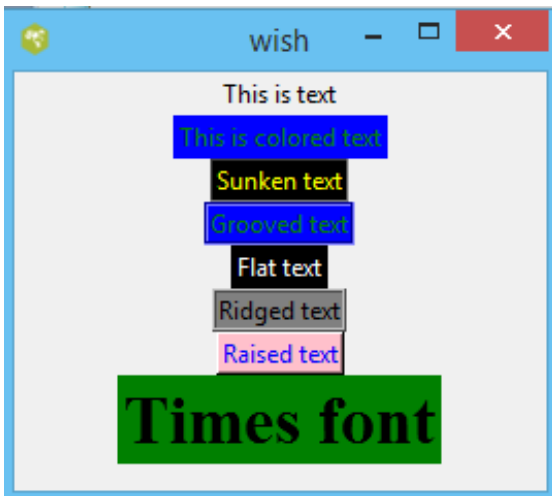 wish
This is text
This is colored text
Sunken text
Grooved text
Flat text
Ridged text
Raised text
Times font